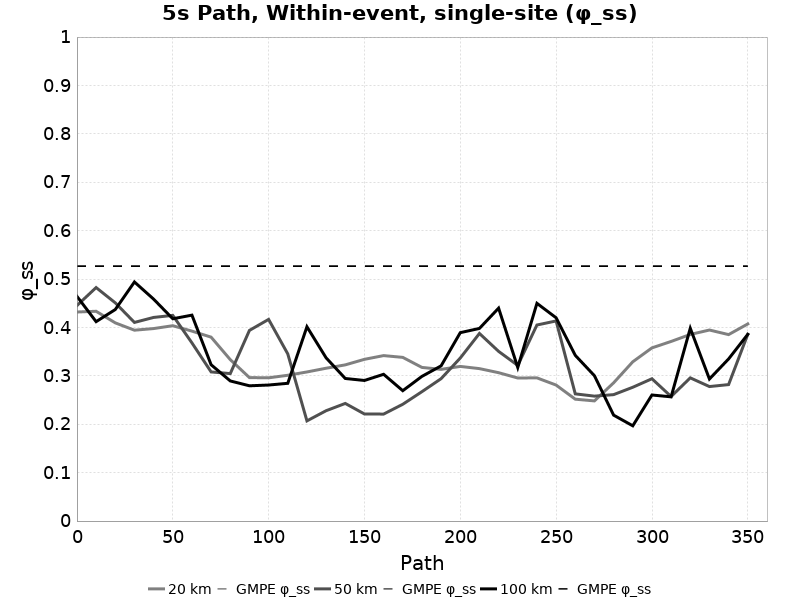 5s Path, Within-event, single-site (φ_ss)
1
0.9
0.8
0.7
0.6
0.5
0.4
0.3
0.2
0.1
0
φ_ss
0 50 100 150 200 250 300 350
Path
20 km GMPE φ_ss 50 km GMPE φ_ss 100 km GMPE φ_ss